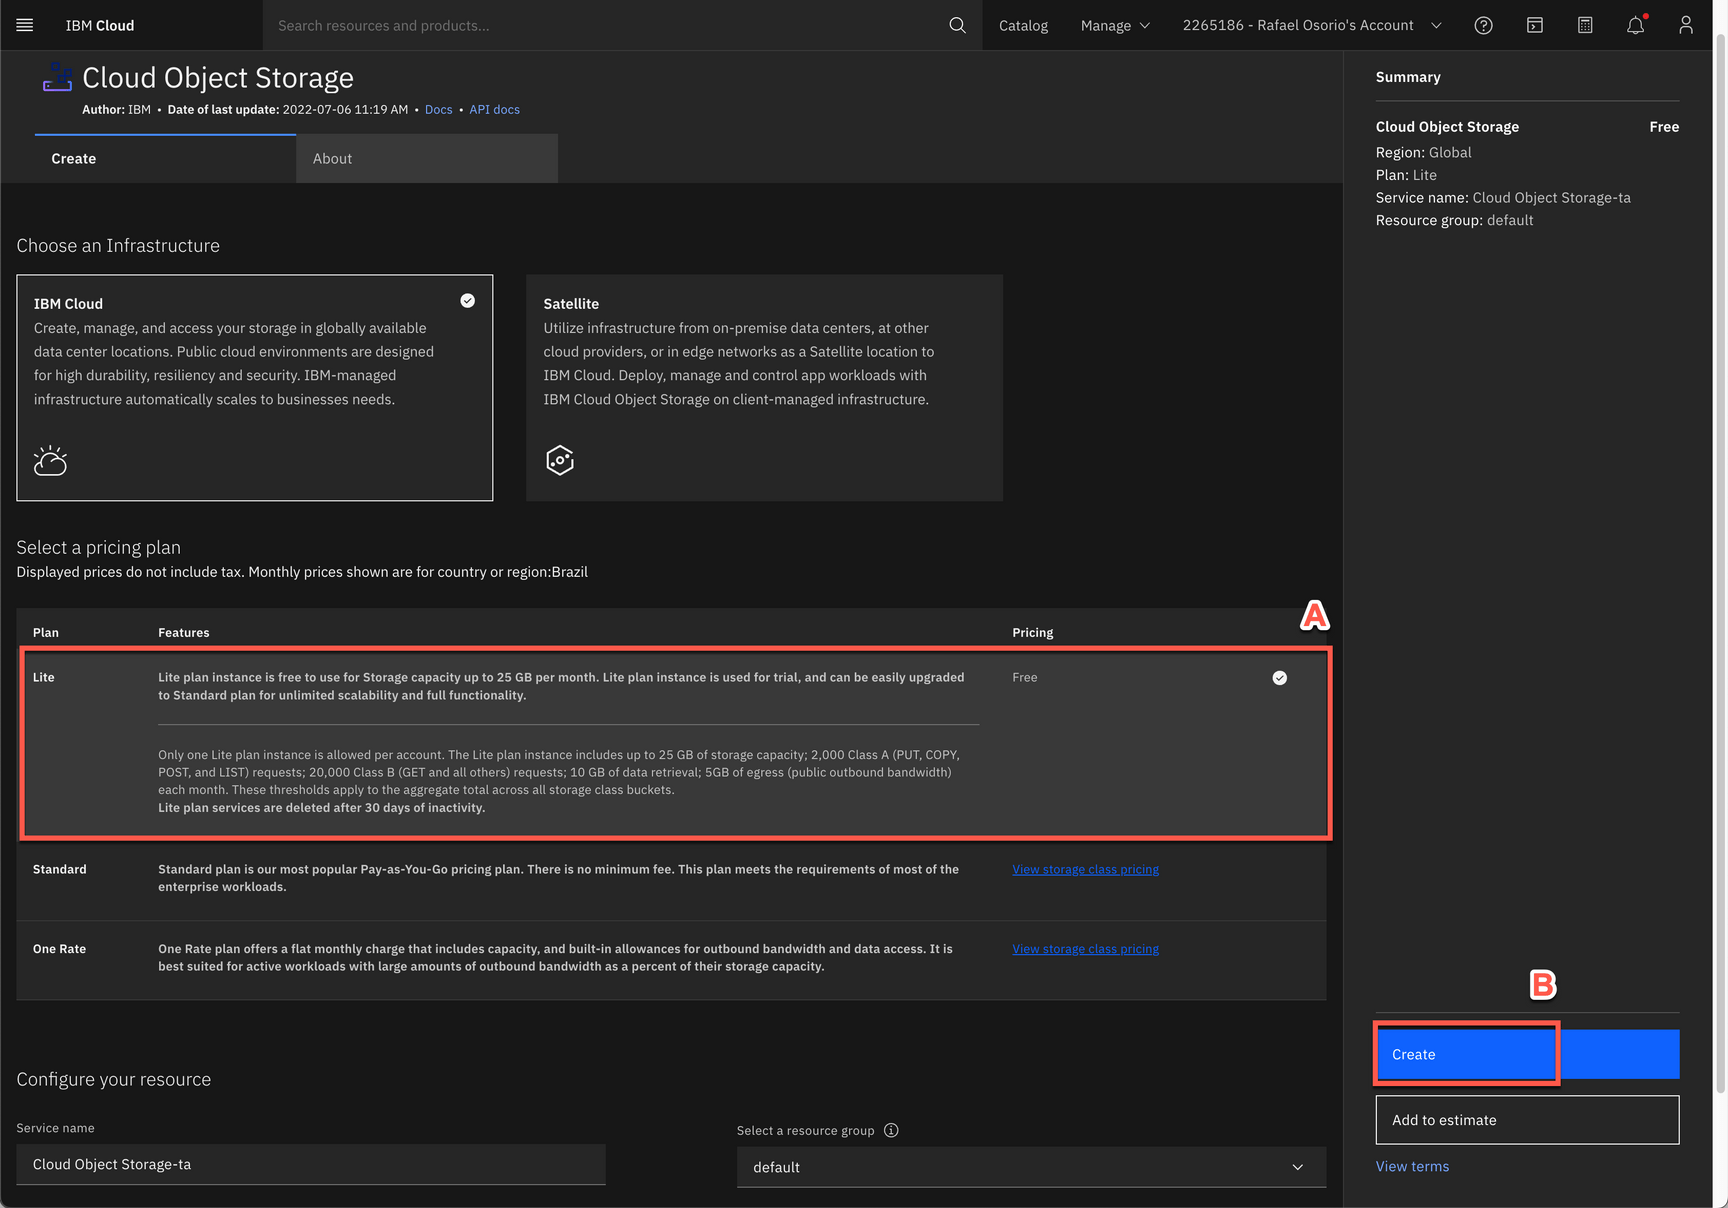 IBM Cloud
Search resources and products...
Catalog
Manage
2265186 - Rafael Osorio's Account
Cloud Object Storage
Author: IBM • Date of last update: 2022-07-06 11:19 AM • Docs • API docs
Create
About
Choose an Infrastructure
IBM Cloud
Create, manage, and access your storage in globally available
data center locations. Public cloud environments are designed
for high durability, resiliency and security. IBM-managed
infrastructure automatically scales to businesses needs.
Satellite
Utilize infrastructure from on-premise data centers, at other
cloud providers, or in edge networks as a Satellite location to
IBM Cloud. Deploy, manage and control app workloads with
IBM Cloud Object Storage on client-managed infrastructure.
Select a pricing plan
Displayed prices do not include tax. Monthly prices shown are for country or region:Brazil
A
Plan
Features
Pricing
Lite
Lite plan instance is free to use for Storage capacity up to 25 GB per month. Lite plan instance is used for trial, and can be easily upgraded
to Standard plan for unlimited scalability and full functionality.
Free
Only one Lite plan instance is allowed per account. The Lite plan instance includes up to 25 GB of storage capacity; 2,000 Class A (PUT, COPY,
POST, and LIST) requests; 20,000 Class B (GET and all others) requests; 10 GB of data retrieval; 5GB of egress (public outbound bandwidth)
each month. These thresholds apply to the aggregate total across all storage class buckets.
Lite plan services are deleted after 30 days of inactivity.
Standard
Standard plan is our most popular Pay-as-You-Go pricing plan. There is no minimum fee. This plan meets the requirements of most of the
enterprise workloads.
View storage class pricing
One Rate
One Rate plan offers a flat monthly charge that includes capacity, and built-in allowances for outbound bandwidth and data access. It is
best suited for active workloads with large amounts of outbound bandwidth as a percent of their storage capacity.
View storage class pricing
Configure your resource
Service name
Cloud Object Storage-ta
Select a resource group
default
Summary
Cloud Object Storage
Free
Region: Global
Plan: Lite
Service name: Cloud Object Storage-ta
Resource group: default
B
Create
Add to estimate
View terms